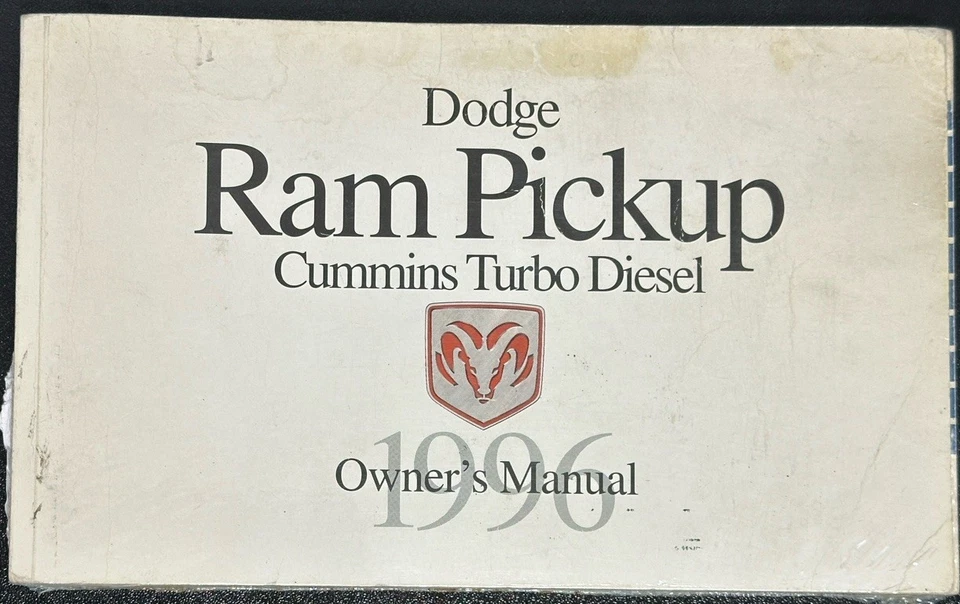 Dodge
Ram Pickup
Cummins Turbo Diesel
1996
Owner's Manual